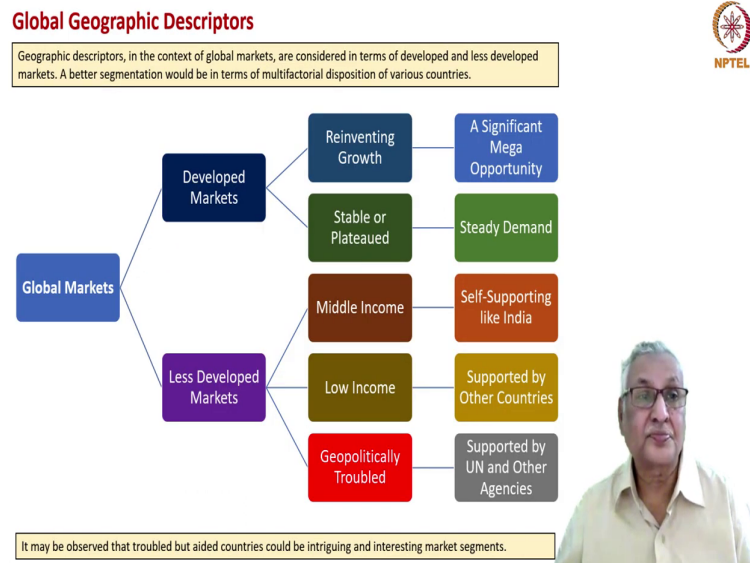 Global Geographic Descriptors
NPTEL
Geographic descriptors, in the context of global markets, are considered in terms of developed and less developed
markets. A better segmentation would be in terms of multifactorial disposition of various countries.
Global Markets
Developed
Markets
Reinventing
Growth
A Significant
Mega
Opportunity
Stable or
Plateaued
Steady Demand
Less Developed
Markets
Middle Income
Self-Supporting
like India
Low Income
Supported by
Other Countries
Geopolitically
Troubled
Supported by
UN and Other
Agencies
It may be observed that troubled but aided countries could be intriguing and interesting market segments.